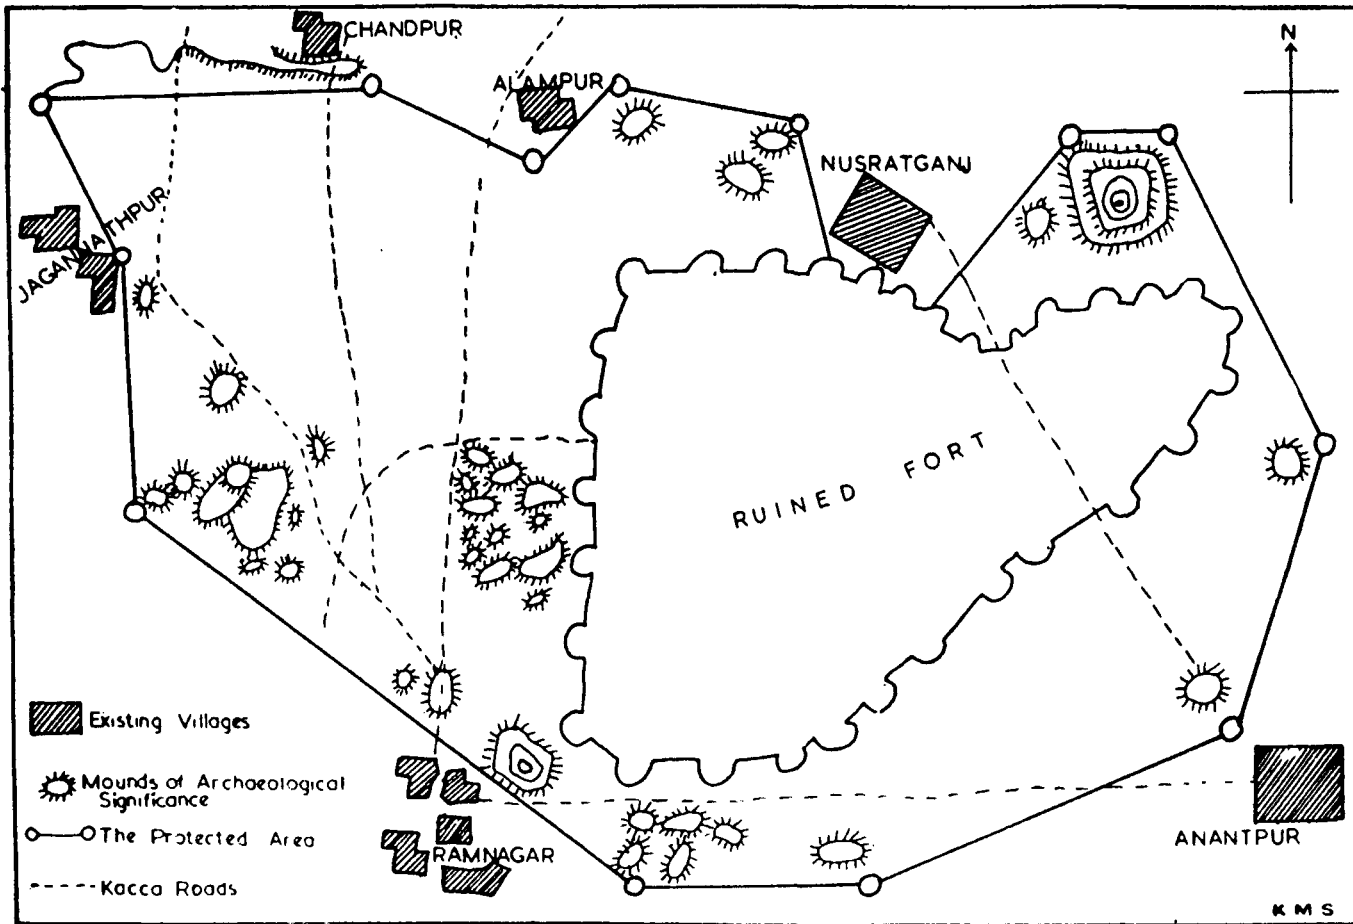 CHANDPUR
N
ALAMPUR
NUSRATGANJ
JAGANNATHPUR
RUINED FORT
Existing Villages
Mounds of Archaeological
Significance
The Protected Area
Kacca Roads
RAMNAGAR
ANANTPUR
KMS